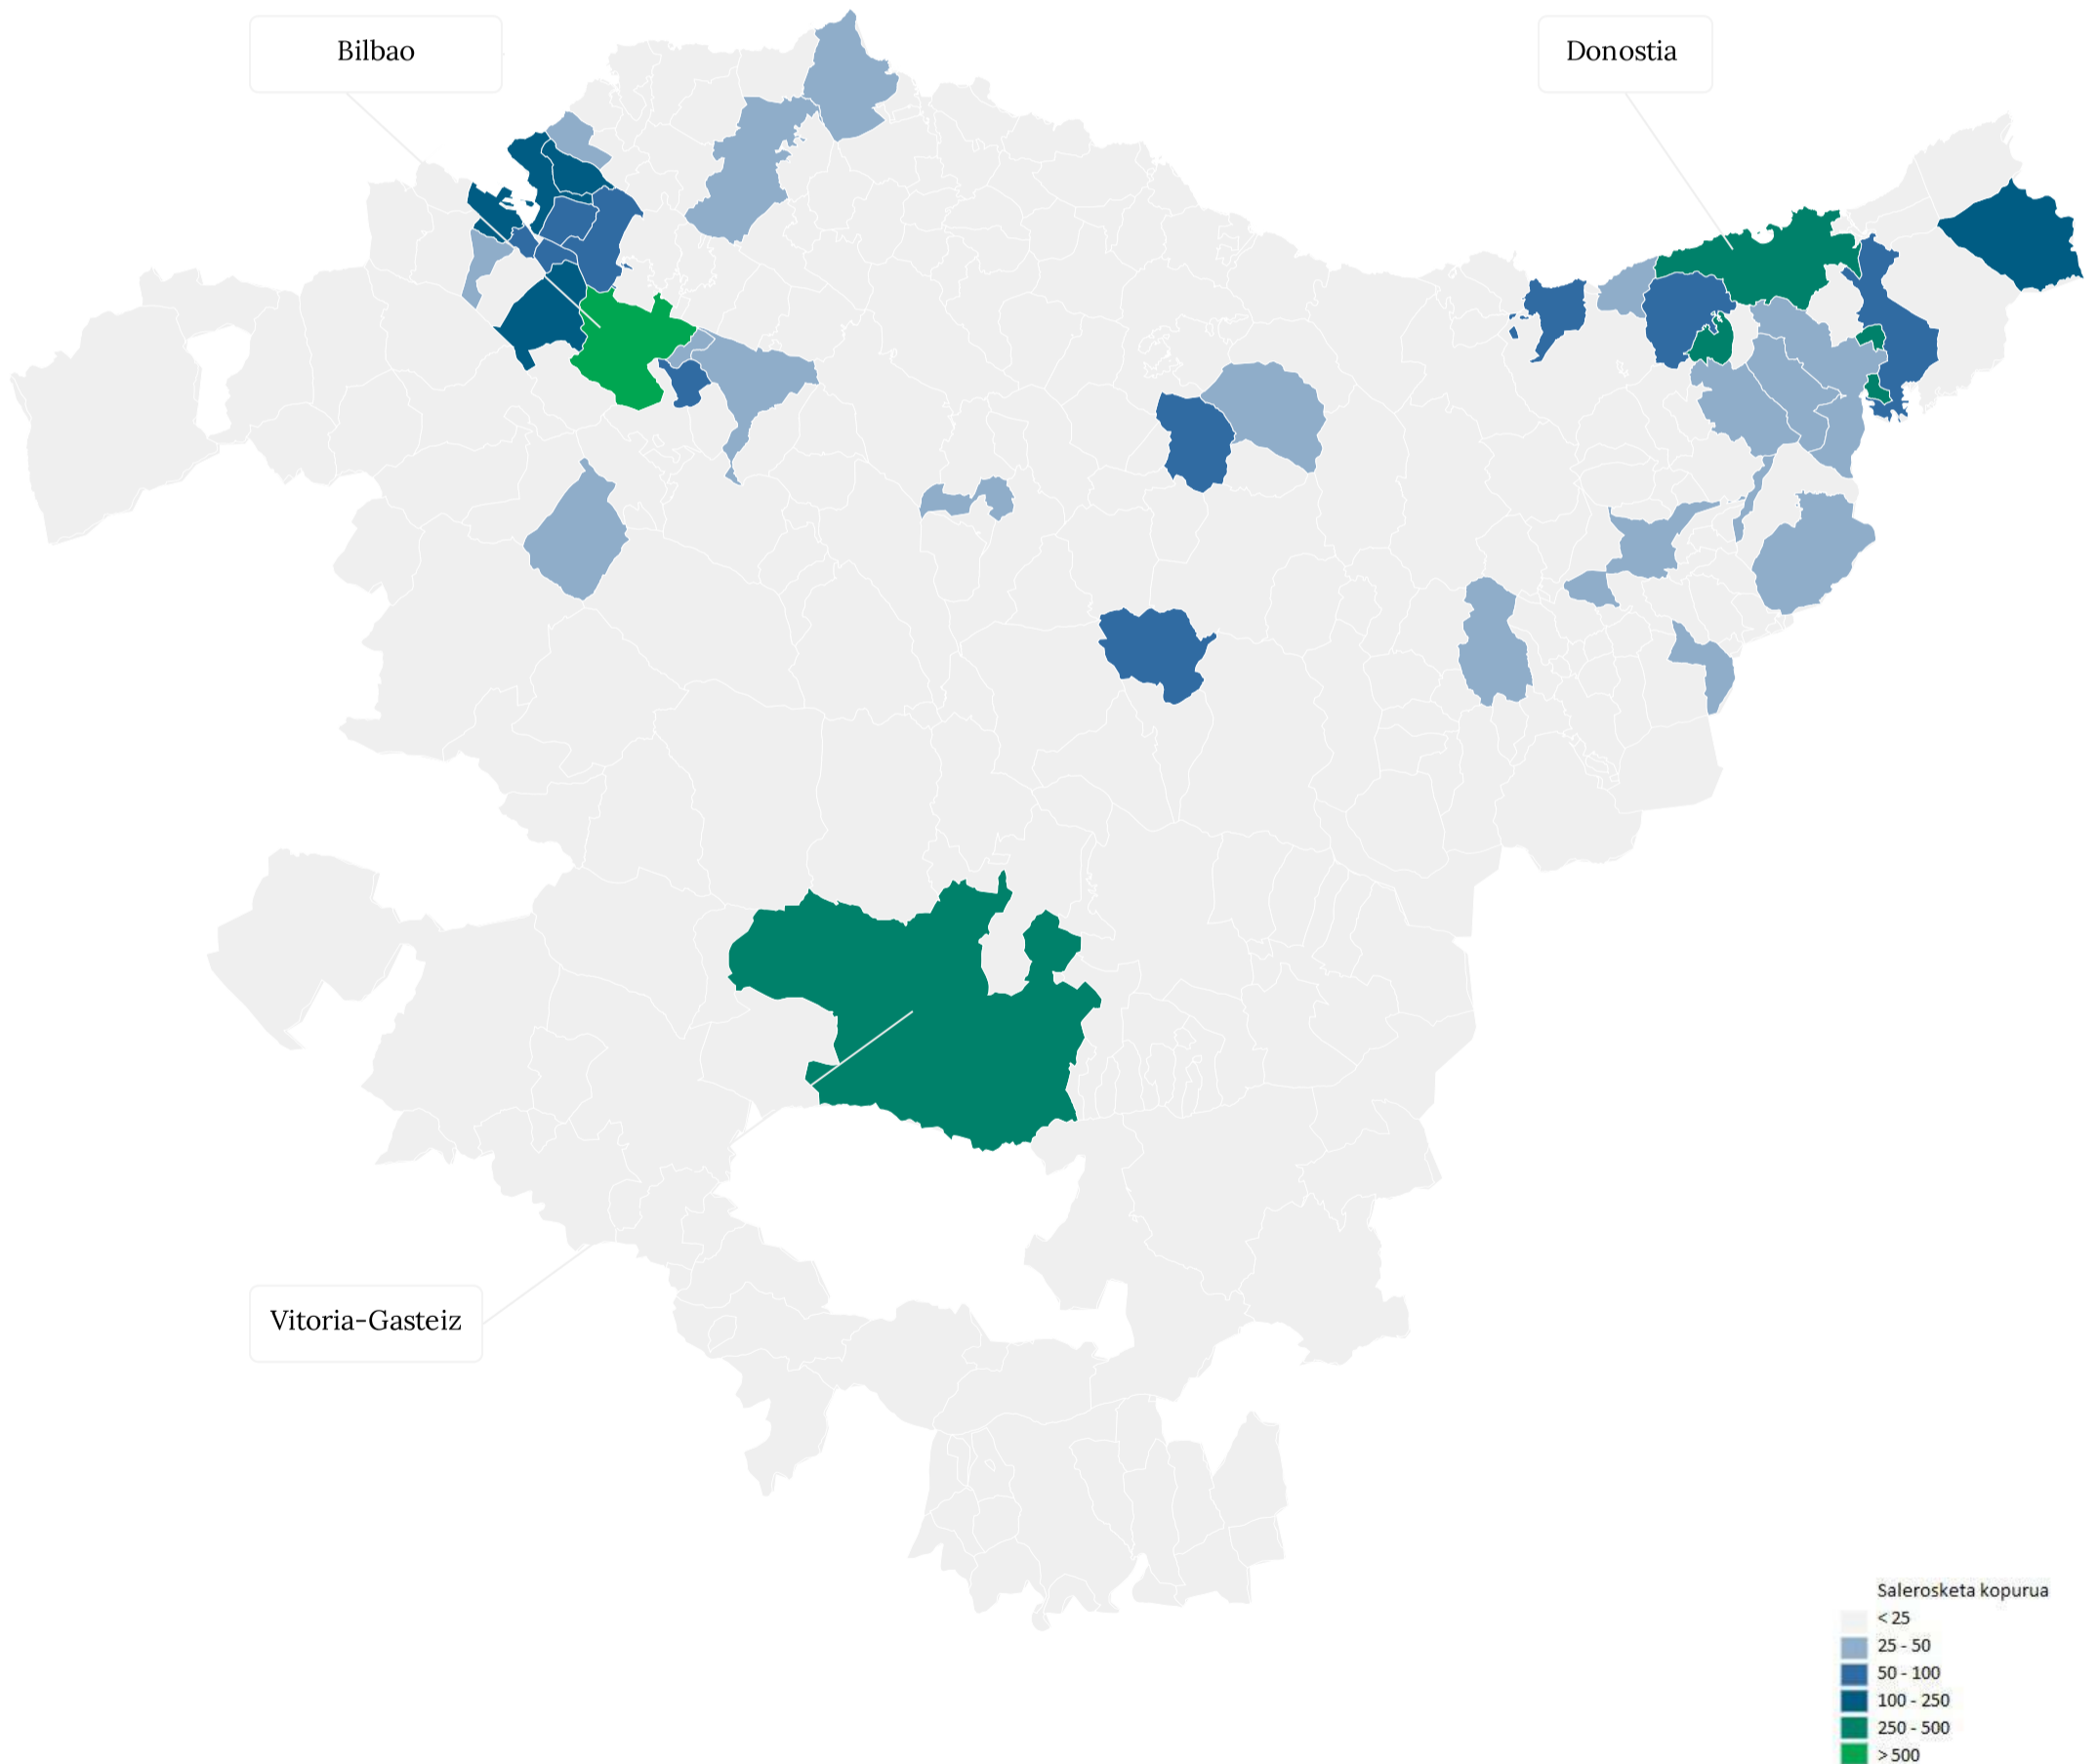 Bilbao
Donostia
Vitoria-Gasteiz
Salerosketa kopurua
< 25
25 - 50
50 - 100
100 - 250
250 - 500
> 500